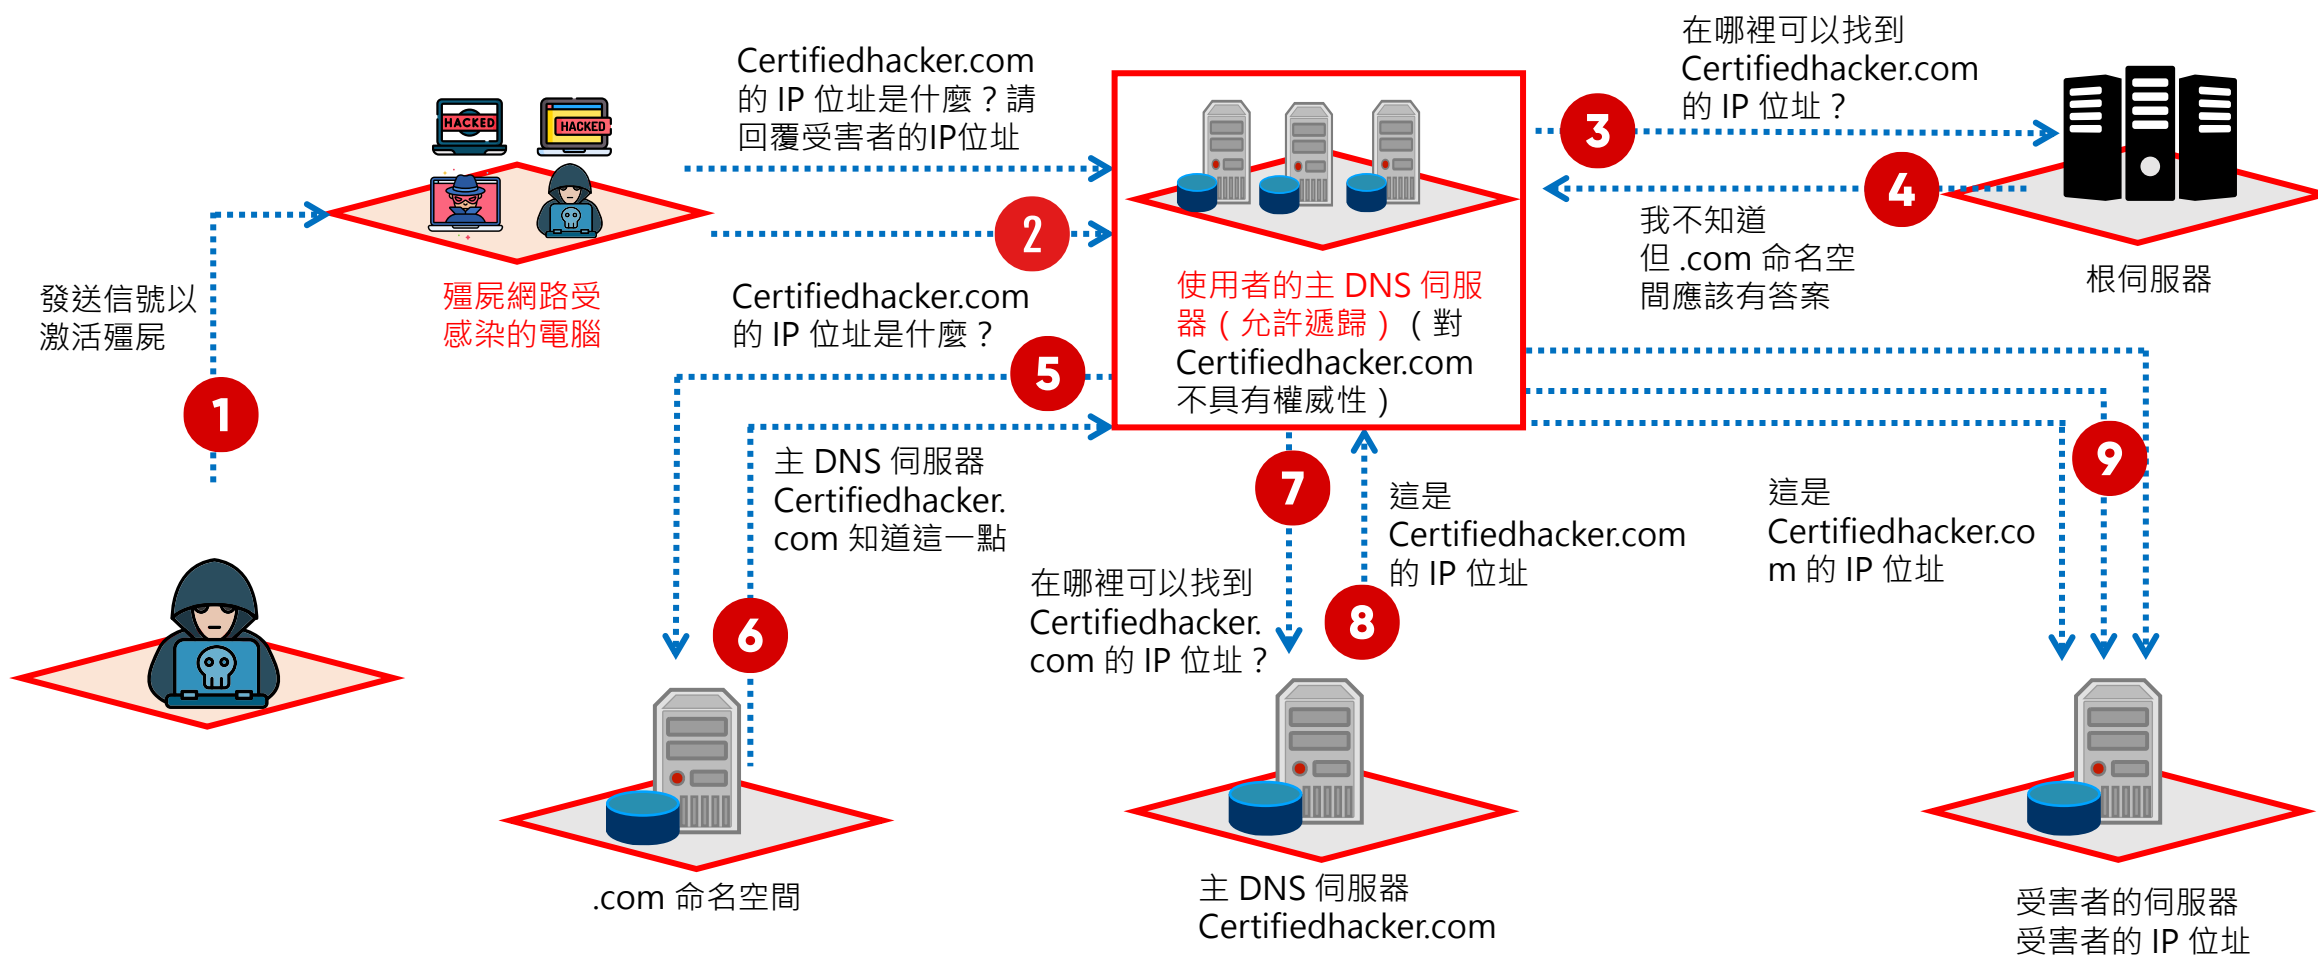 Certifiedhacker.com
的 IP 位址是什麼？請
回覆受害者的IP位址
在哪裡可以找到
Certifiedhacker.com
的 IP 位址？
HACKED
HACKED
3
4
2
發送信號以
激活殭屍
殭屍網路受
感染的電腦
Certifiedhacker.com
的 IP 位址是什麼？
使用者的主 DNS 伺服
器（允許遞歸）（對
Certifiedhacker.com
不具有權威性）
我不知道
但 .com 命名空
間應該有答案
根伺服器
1
5
主 DNS 伺服器
Certifiedhacker.
com 知道這一點
7
這是
Certifiedhacker.com
的 IP 位址
這是
Certifiedhacker.co
m 的 IP 位址
9
6
在哪裡可以找到
Certifiedhacker.
com 的 IP 位址？
8
.com 命名空間
主 DNS 伺服器
Certifiedhacker.com
受害者的伺服器
受害者的 IP 位址